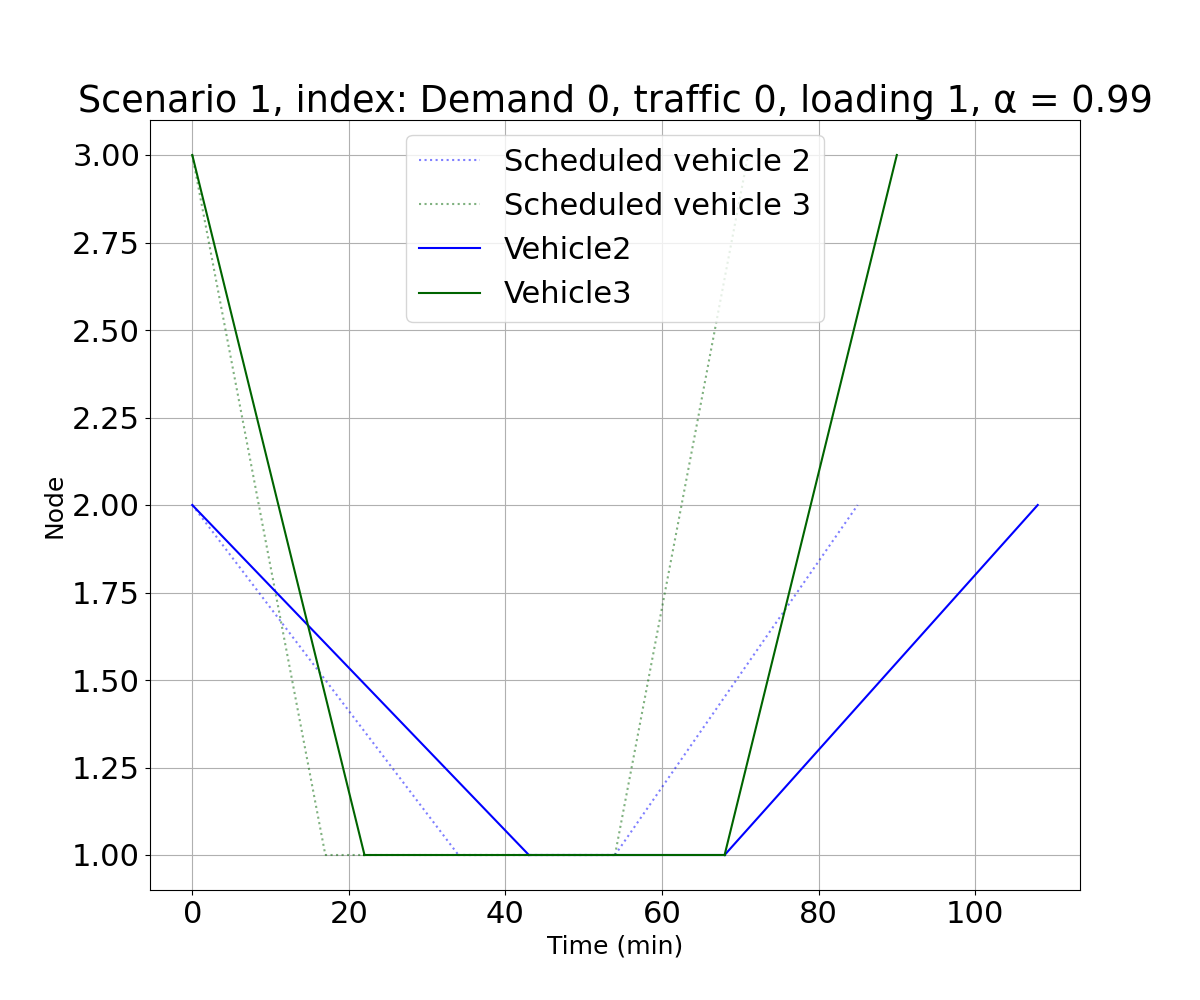 Scenario 1, index: Demand 0, traffic 0, loading 1, α = 0.99
Scheduled vehicle 2
Scheduled vehicle 3
Vehicle2
Vehicle3
3.00
2.75
2.50
2.25
2.00
1.75
1.50
1.25
1.00
Node
0 20 40 60 80 100
Time (min)